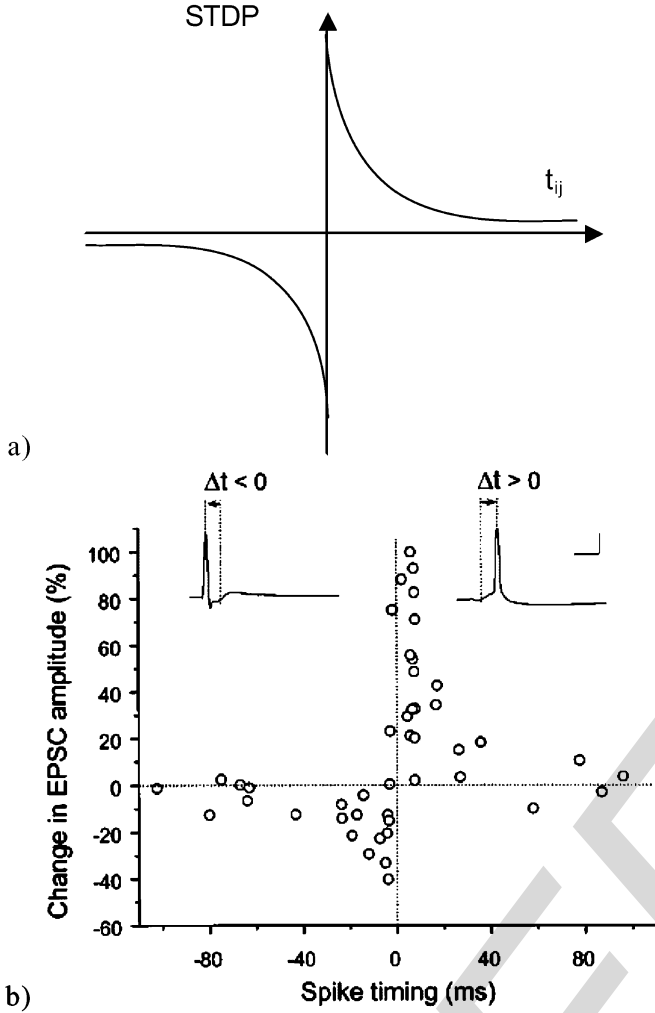 STDP
t_ij
a)
Δt < 0
Δt > 0
100
80
60
40
20
0
-20
-40
-60
Change in EPSC amplitude (%)
-80 -40 0 40 80
Spike timing (ms)
b)